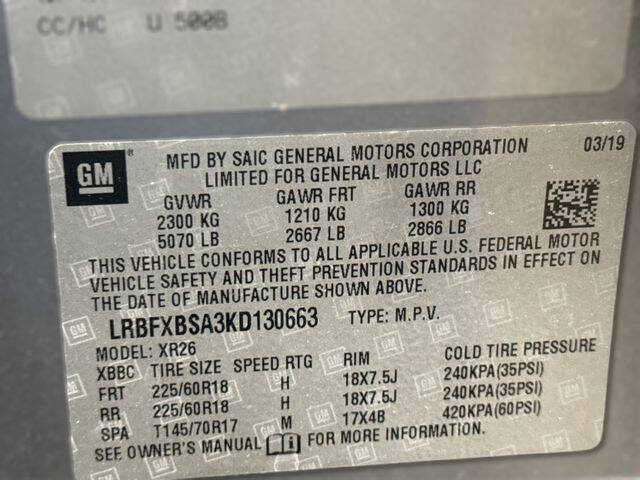 CC/HC U 500B
GM
MFD BY SAIC GENERAL MOTORS CORPORATION 03/19
LIMITED FOR GENERAL MOTORS LLC
GVWR GAWR FRT GAWR RR
2300 KG 1210 KG 1300 KG
5070 LB 2667 LB 2866 LB
THIS VEHICLE CONFORMS TO ALL APPLICABLE U.S. FEDERAL MOTOR
VEHICLE SAFETY AND THEFT PREVENTION STANDARDS IN EFFECT ON
THE DATE OF MANUFACTURE SHOWN ABOVE.
LRBFXBSA3KD130663 TYPE: M.P.V.
MODEL: XR26
XBBC TIRE SIZE SPEED RTG RIM COLD TIRE PRESSURE
FRT 225/60R18 H 18X7.5J 240KPA(35PSI)
RR 225/60R18 H 18X7.5J 240KPA(35PSI)
SPA T145/70R17 M 17X4B 420KPA(60PSI)
SEE OWNER'S MANUAL FOR MORE INFORMATION.